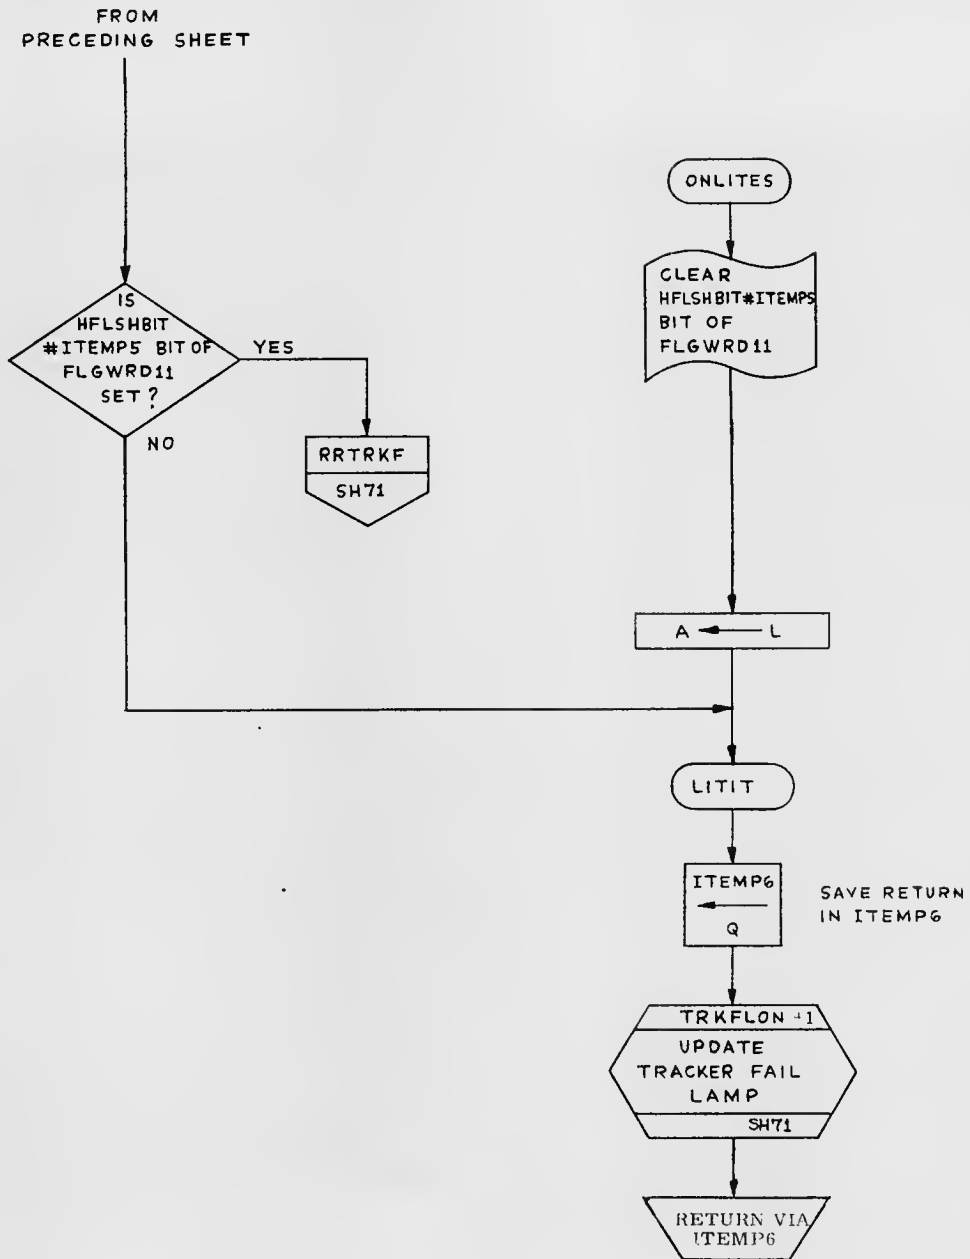 FROM
PRECEDING SHEET
IS
HFLSHBIT
#ITEMP5 BIT OF
FLGWRD11
SET?
YES
NO
RRTRKF
SH71
ONLITES
CLEAR
HFLSHBIT#ITEMP5
BIT OF
FLGWRD11
A ← L
LITIT
ITEMP6
←
Q
SAVE RETURN
IN ITEMP6
TRKFLON +1
UPDATE
TRACKER FAIL
LAMP
SH71
RETURN VIA
ITEMP6